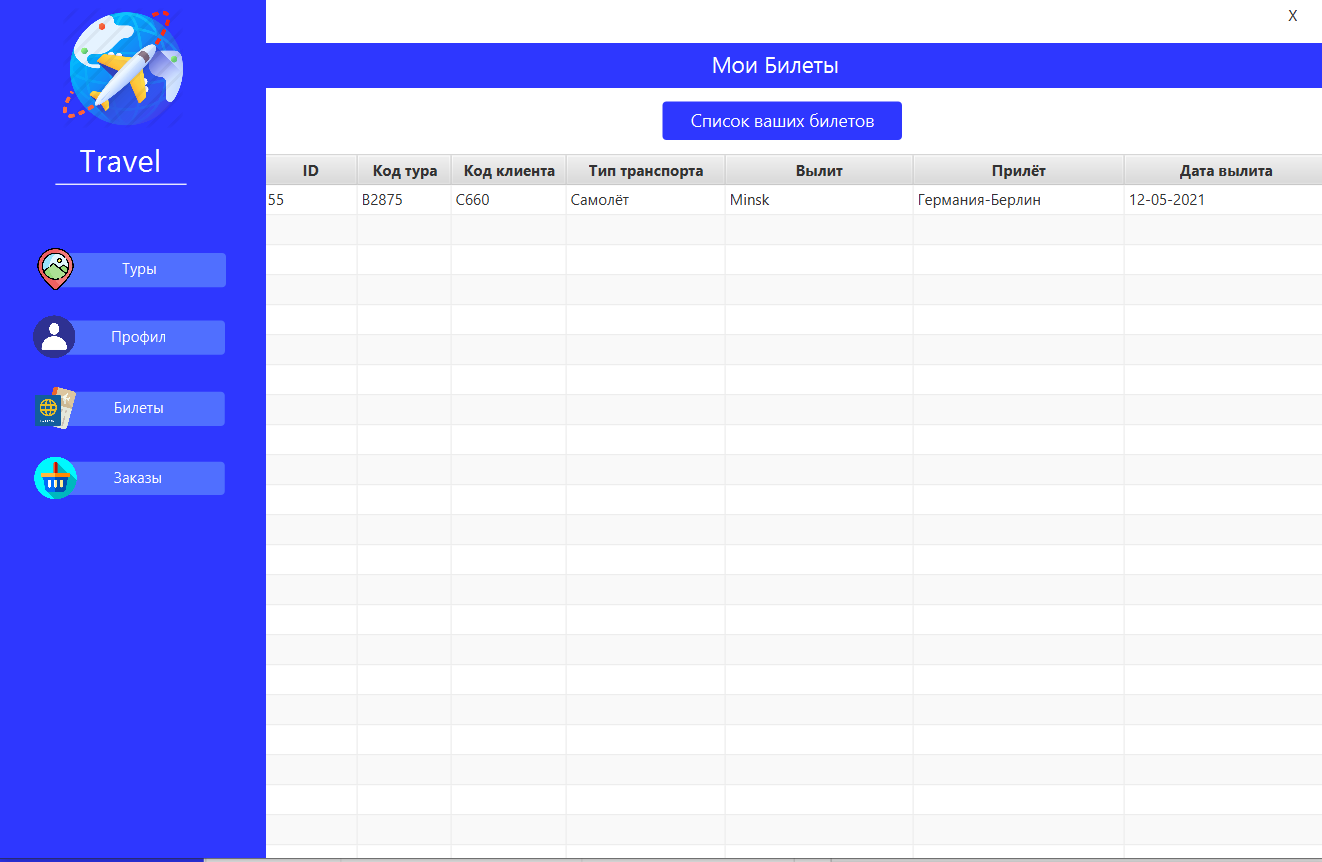 X
Мои Билеты
Список ваших билетов
Travel
ID Код тура Код клиента Тип транспорта Вылит Прилёт Дата вылита
55 B2875 C660 Самолёт Minsk Германия-Берлин 12-05-2021
Туры
Профил
Билеты
Заказы